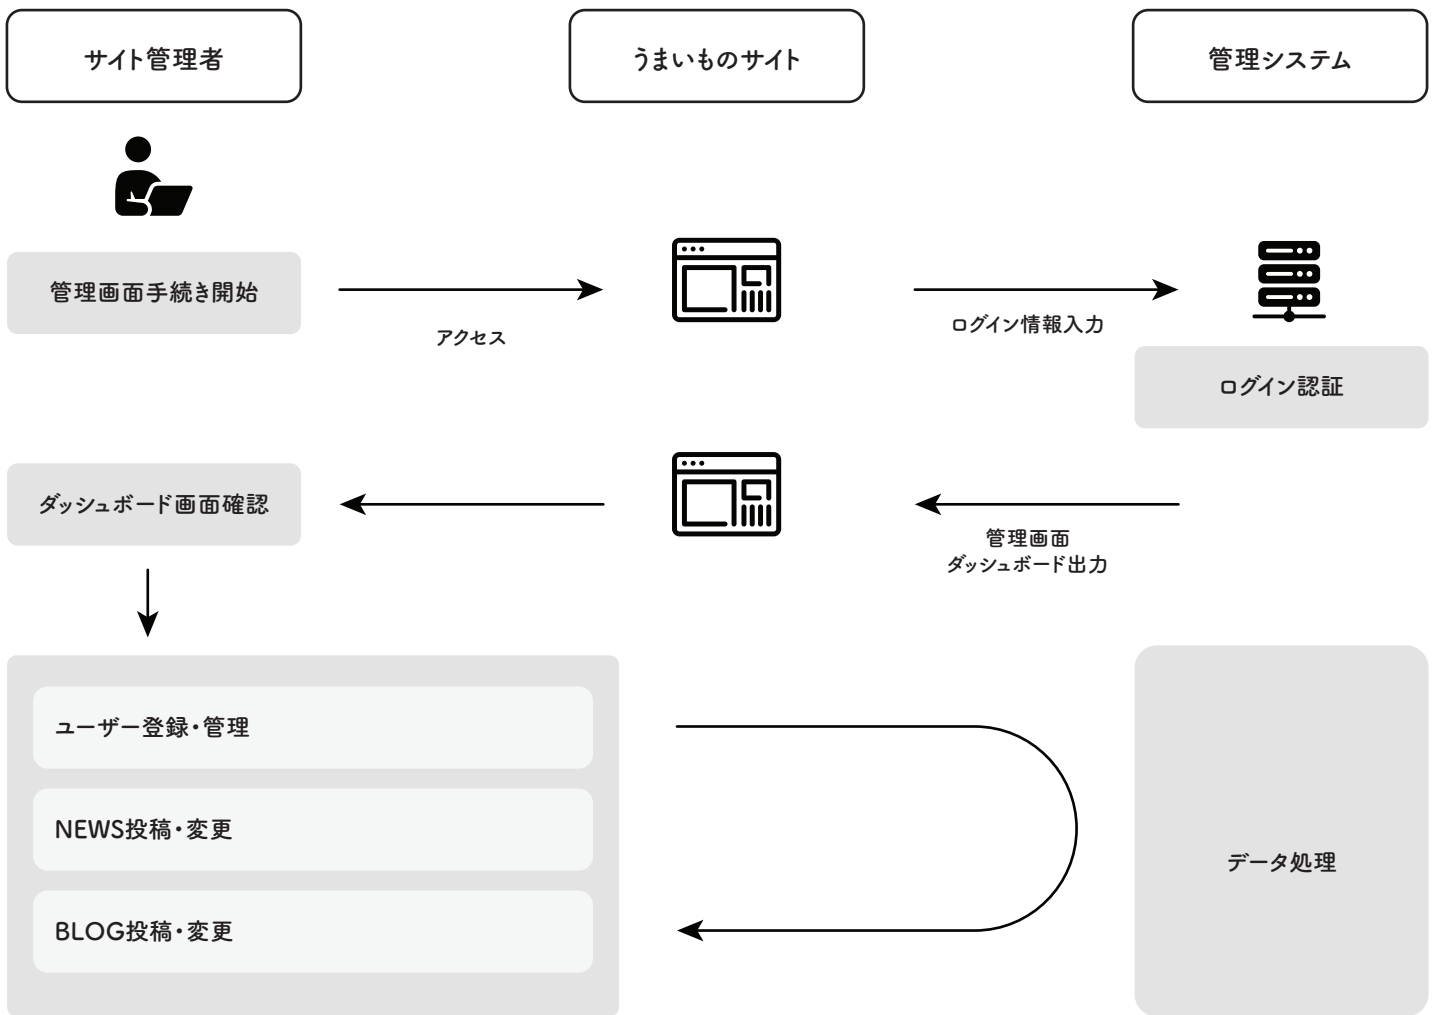 サイト管理者
うまいものサイト
管理システム
管理画面手続き開始
アクセス
ログイン情報入力
ログイン認証
ダッシュボード画面確認
管理画面
ダッシュボード出力
ユーザー登録・管理
NEWS投稿・変更
BLOG投稿・変更
データ処理